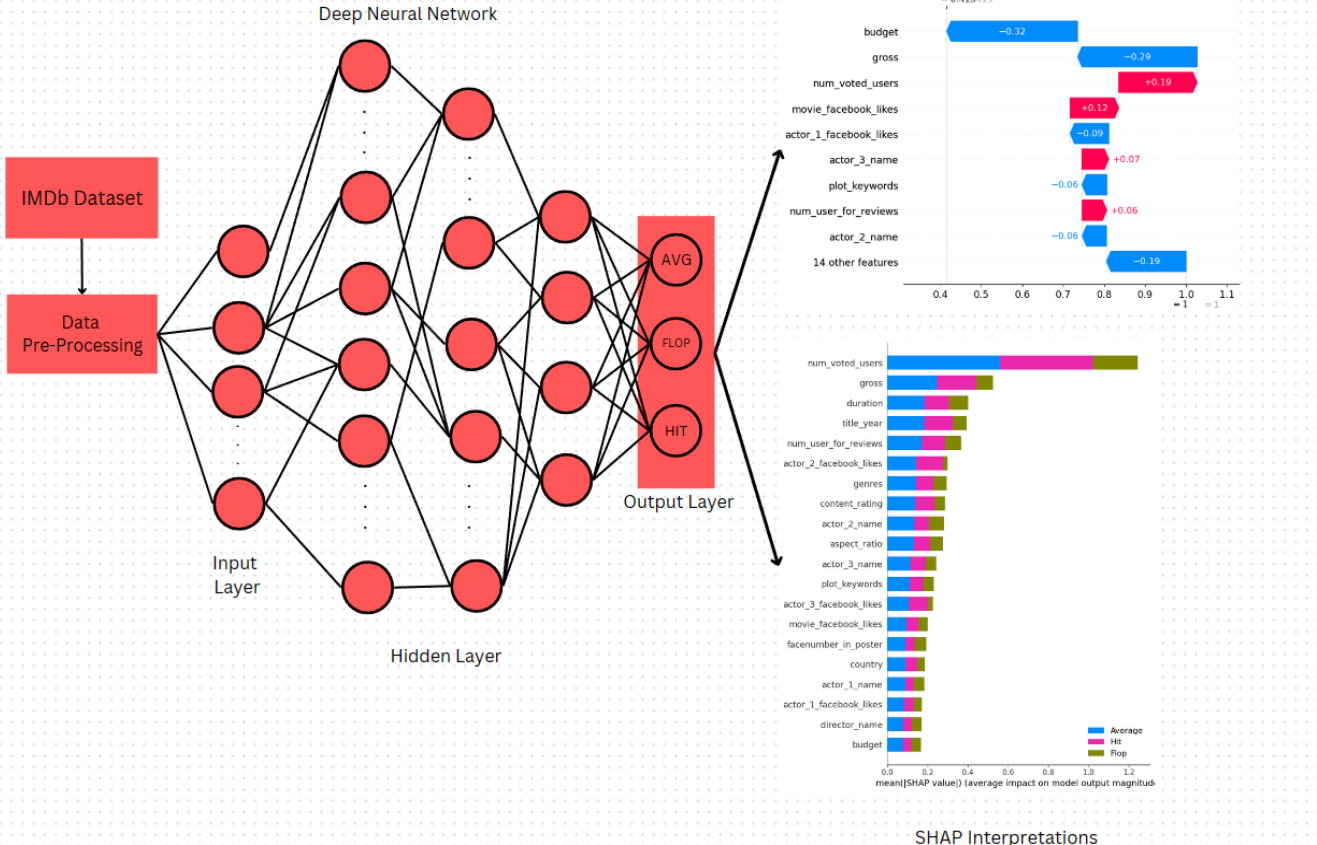 Deep Neural Network
IMDb Dataset
Data
Pre-Processing
Input
Layer
Hidden Layer
AVG
FLOP
HIT
Output Layer
budget
−0.32
gross
−0.29
num_voted_users
+0.19
movie_facebook_likes
+0.12
actor_1_facebook_likes
−0.09
actor_3_name
+0.07
plot_keywords
−0.06
num_user_for_reviews
+0.06
actor_2_name
−0.06
14 other features
−0.19
0.4 0.5 0.6 0.7 0.8 0.9 1.0 1.1
= 1 = 1
num_voted_users
gross
duration
title_year
num_user_for_reviews
actor_2_facebook_likes
genres
content_rating
actor_2_name
aspect_ratio
actor_3_name
plot_keywords
actor_3_facebook_likes
movie_facebook_likes
facenumber_in_poster
country
actor_1_name
actor_1_facebook_likes
director_name
budget
Average
Hit
Flop
0.0 0.2 0.4 0.6 0.8 1.0 1.2
mean(|SHAP value|) (average impact on model output magnitude
SHAP Interpretations